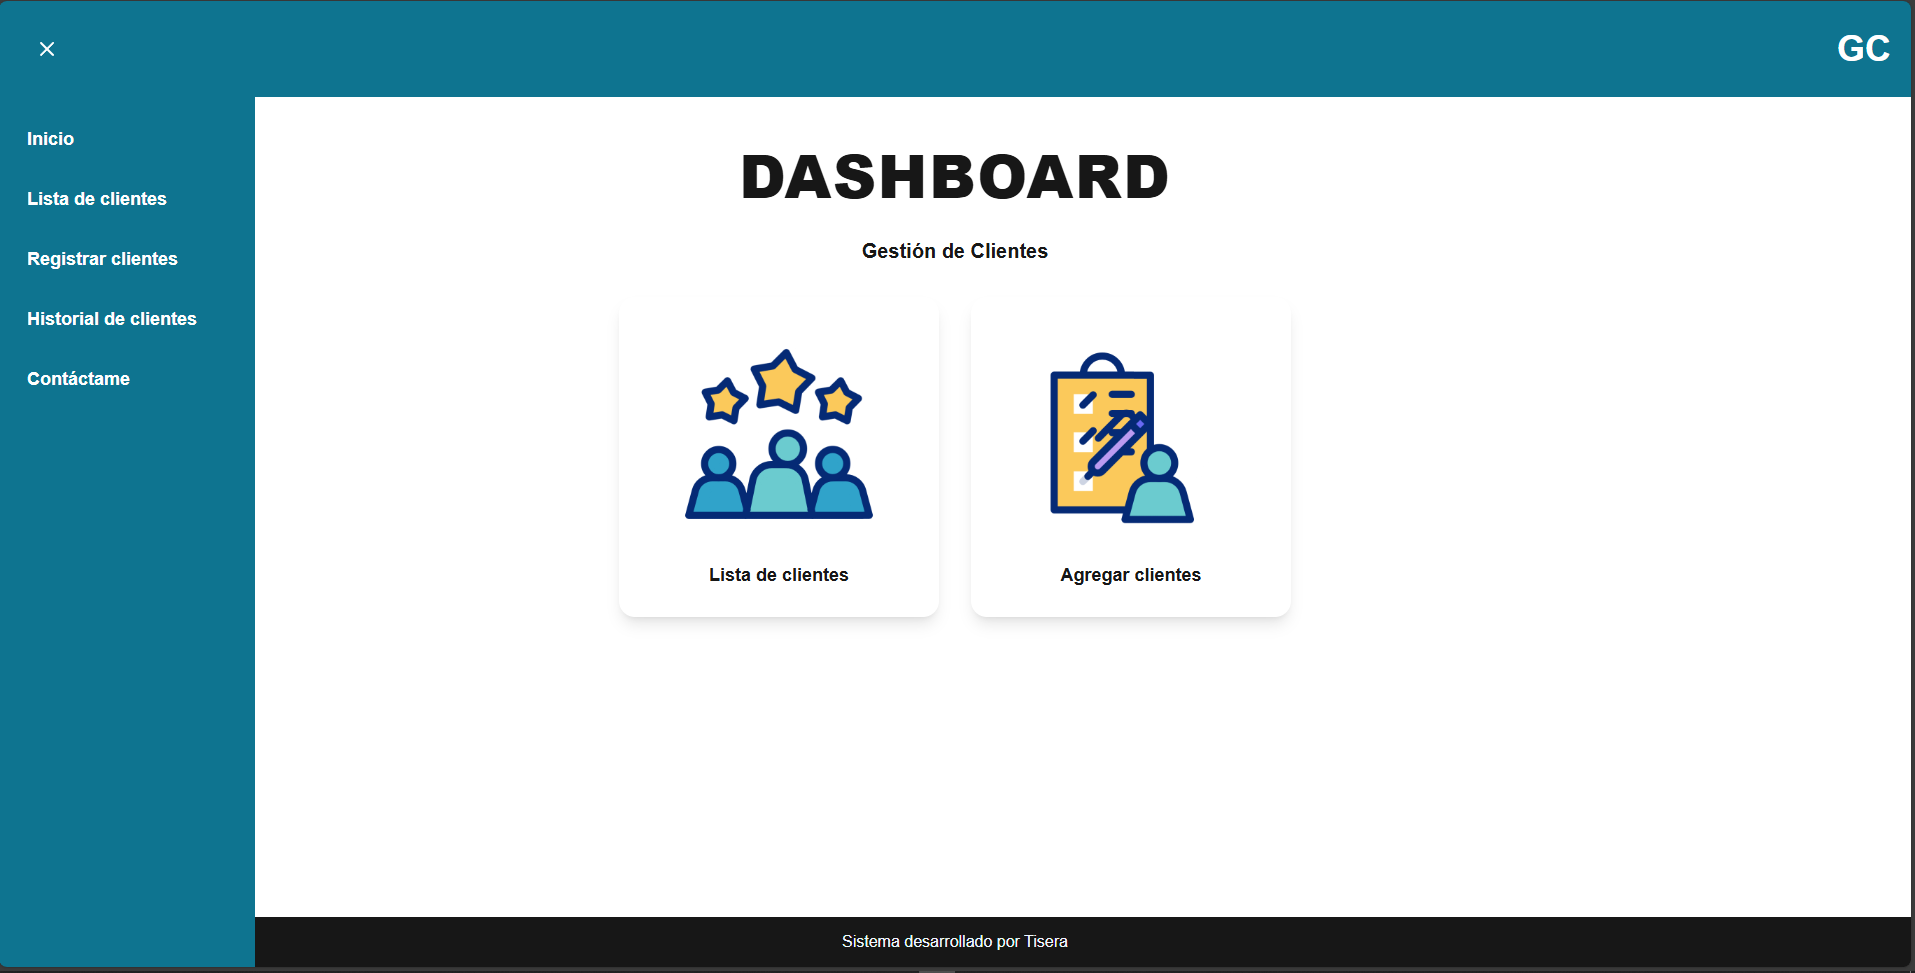 GC
Inicio
Lista de clientes
Registrar clientes
Historial de clientes
Contáctame
DASHBOARD
Gestión de Clientes
Lista de clientes
Agregar clientes
Sistema desarrollado por Tisera